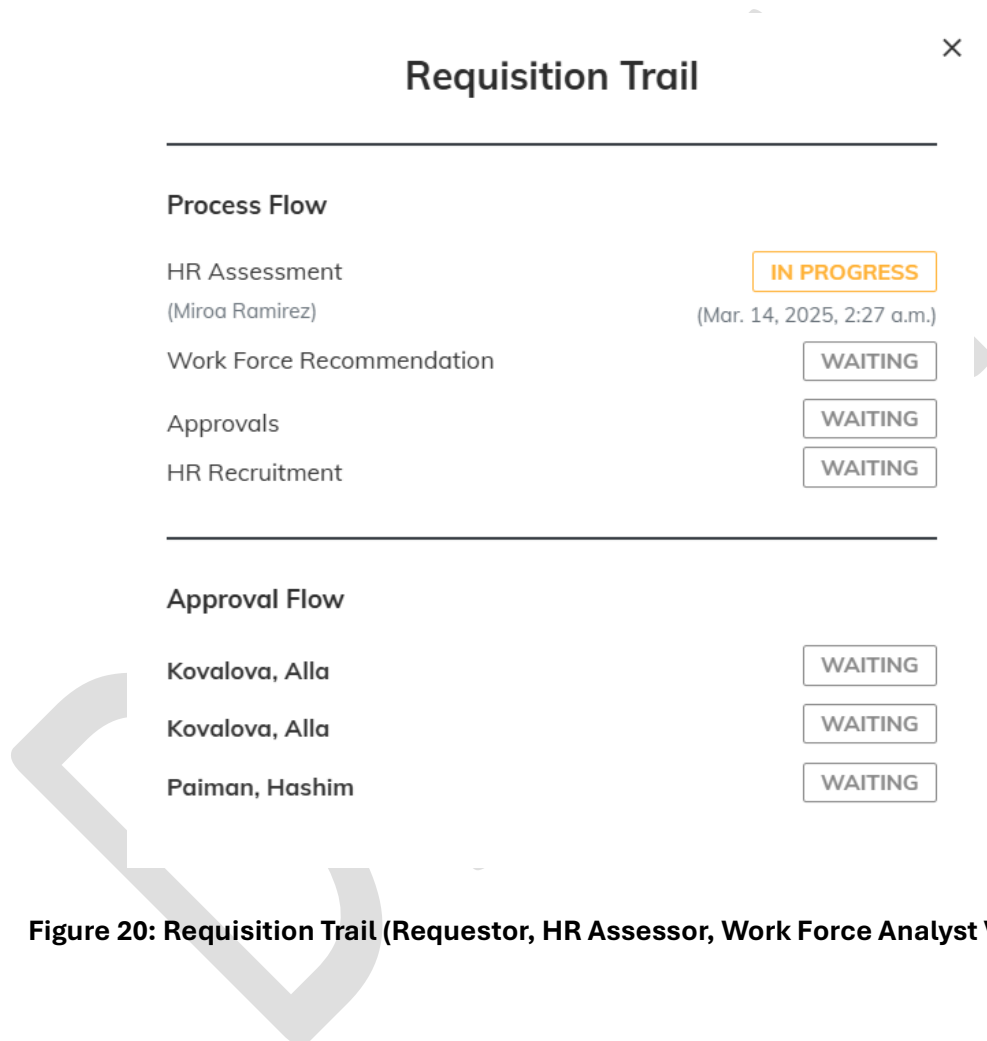 Requisition Trail
Process Flow
HR Assessment IN PROGRESS
(Miroa Ramirez) (Mar. 14, 2025, 2:27 a.m.)
Work Force Recommendation WAITING
Approvals WAITING
HR Recruitment WAITING
Approval Flow
Kovalova, Alla WAITING
Kovalova, Alla WAITING
Paiman, Hashim WAITING
Figure 20: Requisition Trail (Requestor, HR Assessor, Work Force Analyst